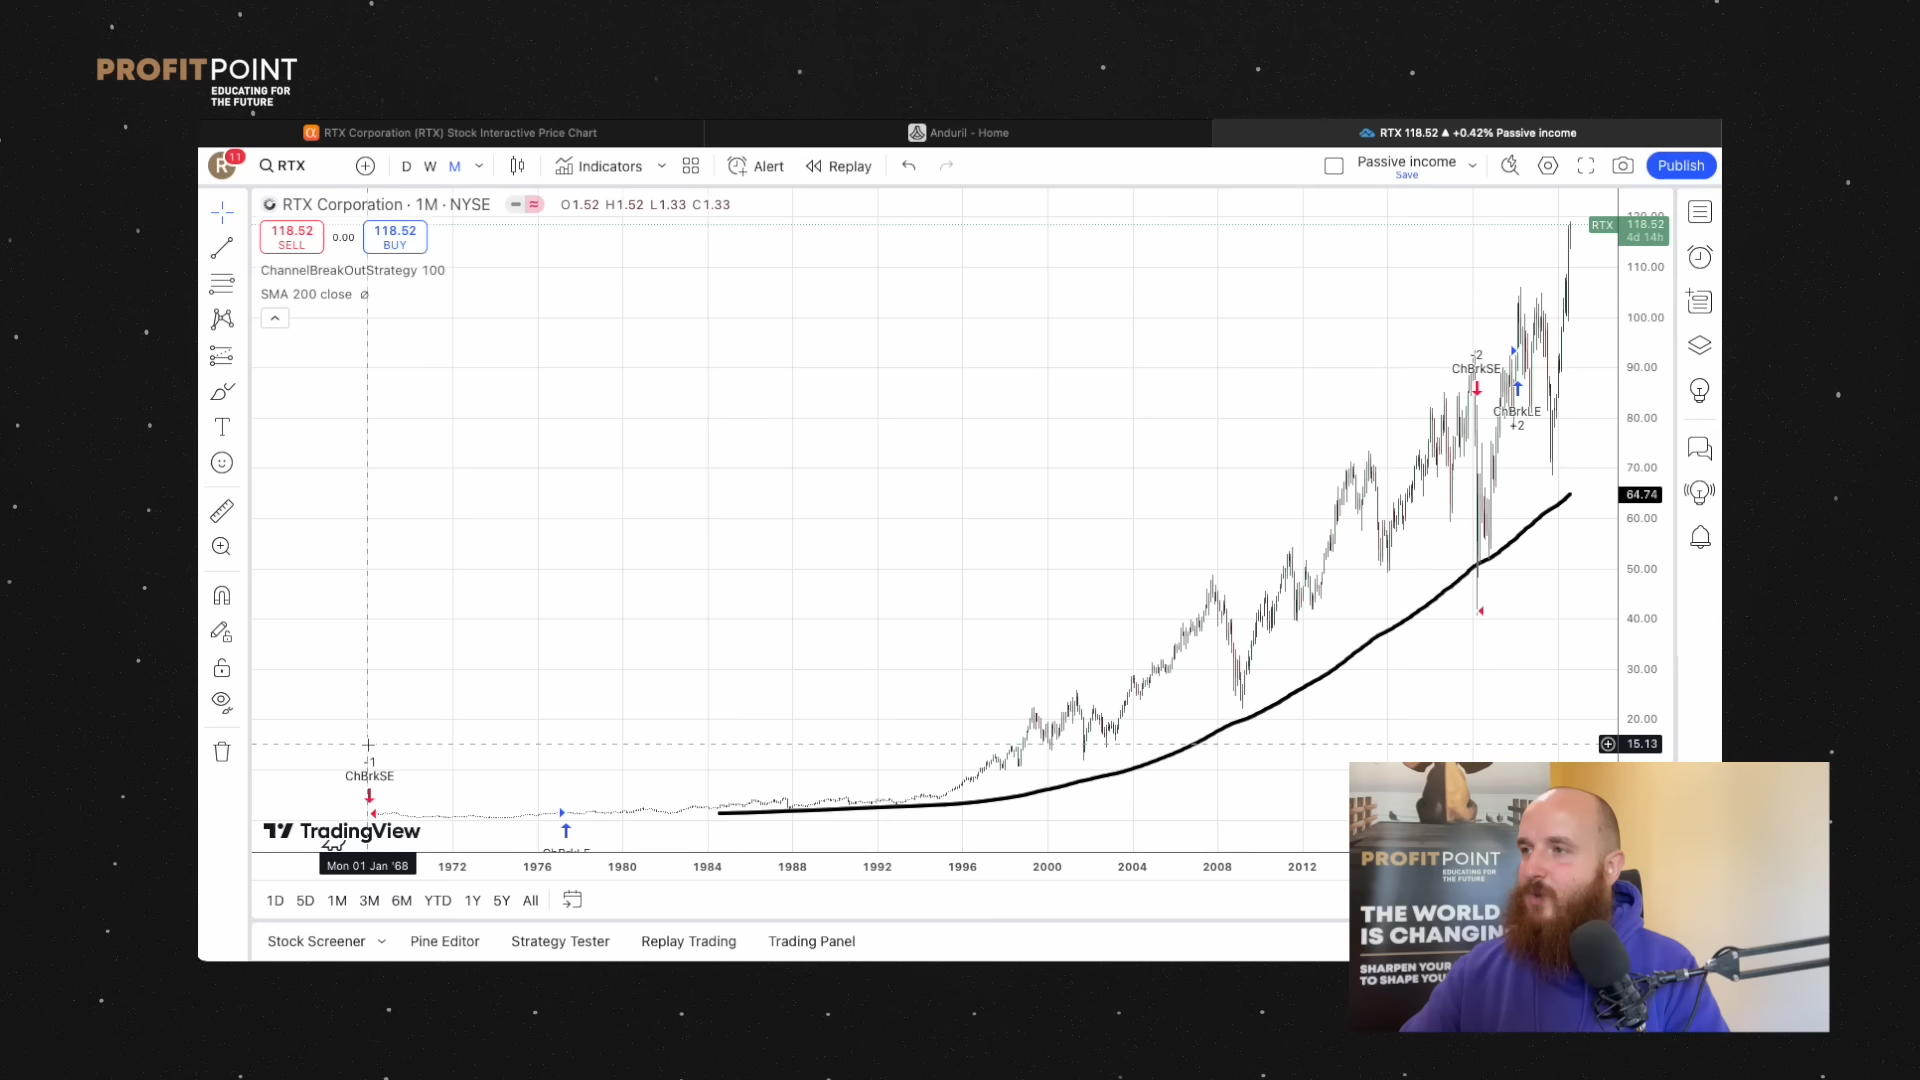 PROFITPOINT
EDUCATING FOR
THE FUTURE
RTX Corporation (RTX) Stock Interactive Price Chart
Anduril - Home
RTX 118.52 ▲ +0.42% Passive income
R 11
RTX
D W M
Indicators
Alert
Replay
Passive income
Save
Publish
RTX Corporation · 1M · NYSE
O1.52 H1.52 L1.33 C1.33
118.52
SELL
0.00
118.52
BUY
ChannelBreakOutStrategy 100
SMA 200 close
120.00
RTX 118.52
4d 14h
110.00
100.00
90.00
80.00
70.00
64.74
60.00
50.00
40.00
30.00
20.00
15.13
-2
ChBrkSE
ChBrkLE
+2
-1
ChBrkSE
ChBrkLE
TradingView
Mon 01 Jan '68
1972 1976 1980 1984 1988 1992 1996 2000 2004 2008 2012
1D 5D 1M 3M 6M YTD 1Y 5Y All
Stock Screener
Pine Editor
Strategy Tester
Replay Trading
Trading Panel
PROFITPOINT
EDUCATING FOR
THE FUTURE
THE WORLD
IS CHANGIN
SHARPEN YOUR
TO SHAPE YOU